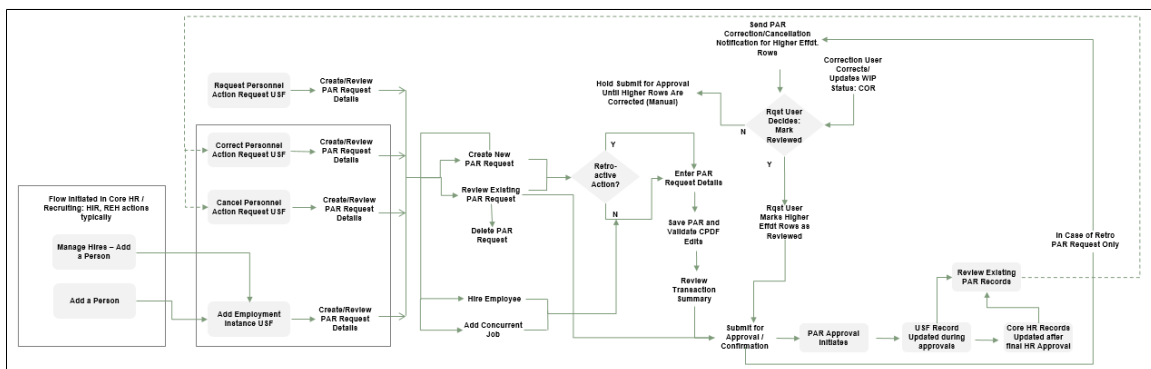 Flow Initiated in Core HR /
Recruiting: HIR, REH actions
typically
Manage Hires – Add
a Person
Add a Person
Request Personnel
Action Request USF
Create/Review
PAR Request
Details
Correct Personnel
Action Request USF
Create/Review
PAR Request
Details
Cancel Personnel
Action Request USF
Create/Review
PAR Request
Details
Add Employment
Instance USF
Create/Review
PAR Request
Details
Create New
PAR Request
Review Existing
PAR Request
Delete PAR
Request
Hire Employee
Add Concurrent
Job
Retro-
active
Action?
Y
N
Enter PAR
Request Details
Save PAR and
Validate CPDF
Edits
Review
Transaction
Summary
Submit for
Approval /
Confirmation
Send PAR
Correction/Cancellation
Notification for Higher Effdt.
Rows
Correction User
Corrects/
Updates WIP
Status: COR
Hold Submit for Approval
Until Higher Rows Are
Corrected (Manual)
Rqst User
Decides:
Mark
Reviewed
N
Y
Rqst User
Marks Higher
Effdt Rows as
Reviewed
In Case of Retro
PAR Request Only
Review Existing
PAR Records
PAR Approval
Initiates
USF Record
Updated during
approvals
Core HR Records
Updated after
final HR Approval